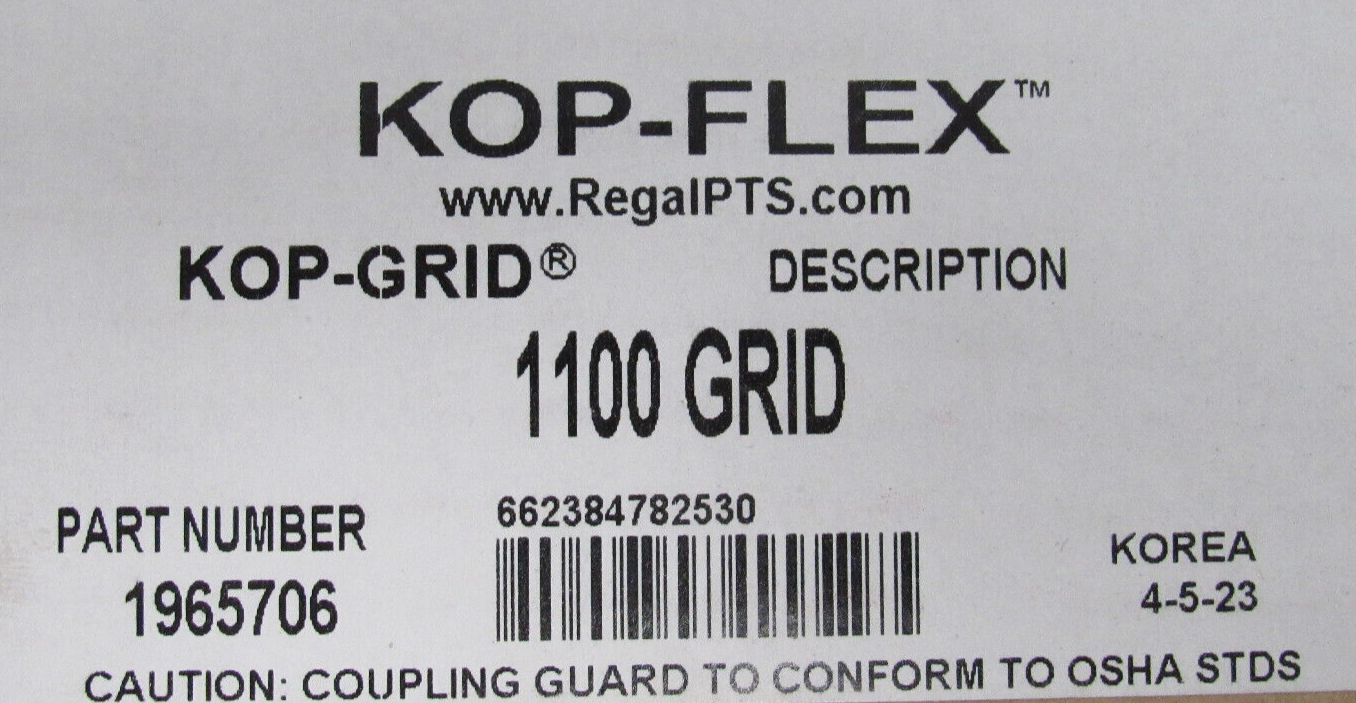 KOP-FLEX™
www.RegalPTS.com
KOP-GRID® DESCRIPTION
1100 GRID
PART NUMBER
1965706
662384782530
KOREA
4-5-23
CAUTION: COUPLING GUARD TO CONFORM TO OSHA STDS